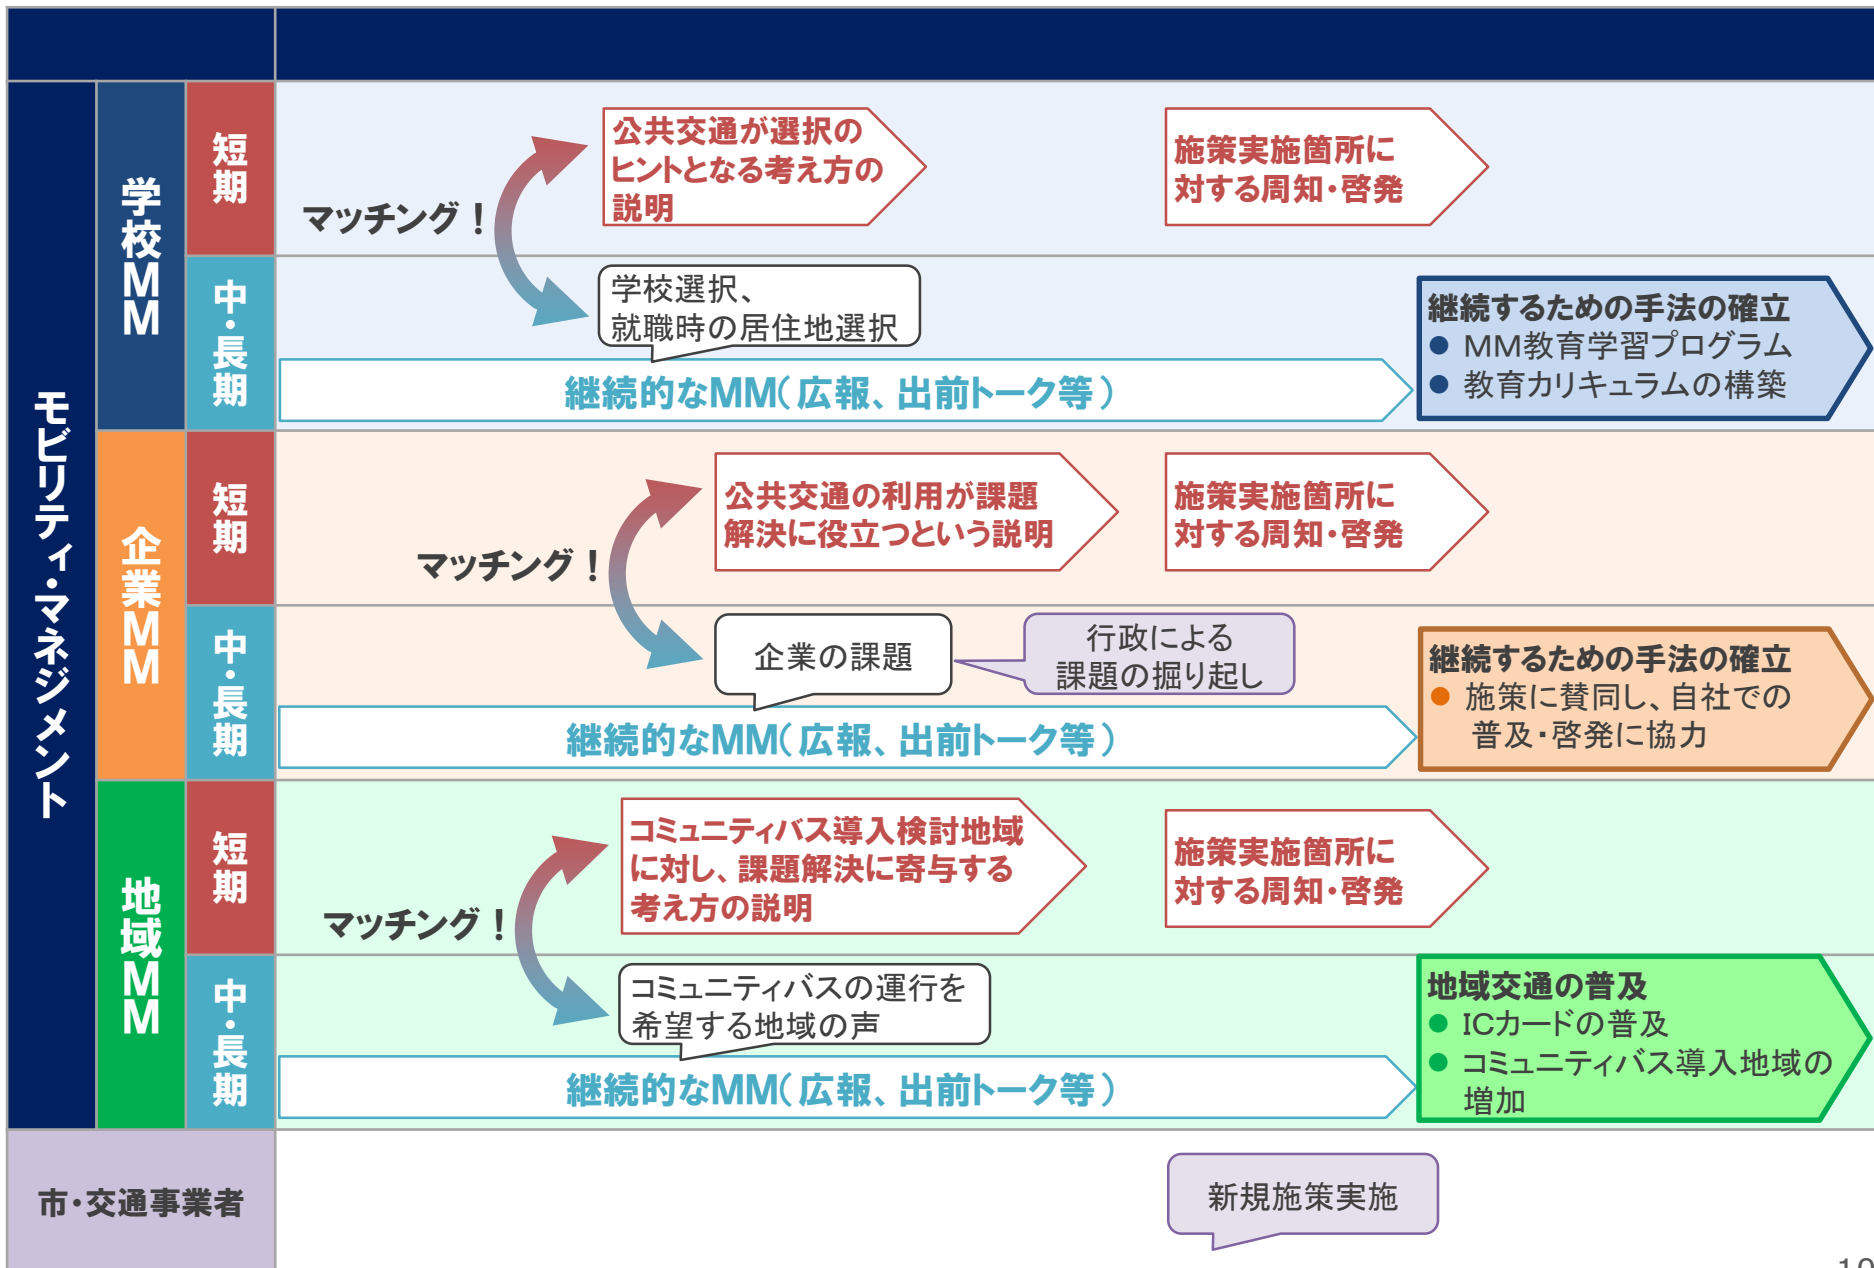 モビリティ・マネジメント
学校MM
短期
マッチング！
公共交通が選択の
ヒントとなる考え方の
説明
施策実施箇所に
対する周知・啓発
中・長期
学校選択、
就職時の居住地選択
継続的なMM（広報、出前トーク等）
継続するための手法の確立
● MM教育学習プログラム
● 教育カリキュラムの構築
企業MM
短期
マッチング！
公共交通の利用が課題
解決に役立つという説明
施策実施箇所に
対する周知・啓発
中・長期
企業の課題
行政による
課題の掘り起し
継続的なMM（広報、出前トーク等）
継続するための手法の確立
● 施策に賛同し、自社での
普及・啓発に協力
地域MM
短期
マッチング！
コミュニティバス導入検討地域
に対し、課題解決に寄与する
考え方の説明
施策実施箇所に
対する周知・啓発
中・長期
コミュニティバスの運行を
希望する地域の声
継続的なMM（広報、出前トーク等）
地域交通の普及
● ICカードの普及
● コミュニティバス導入地域の
増加
市・交通事業者
新規施策実施